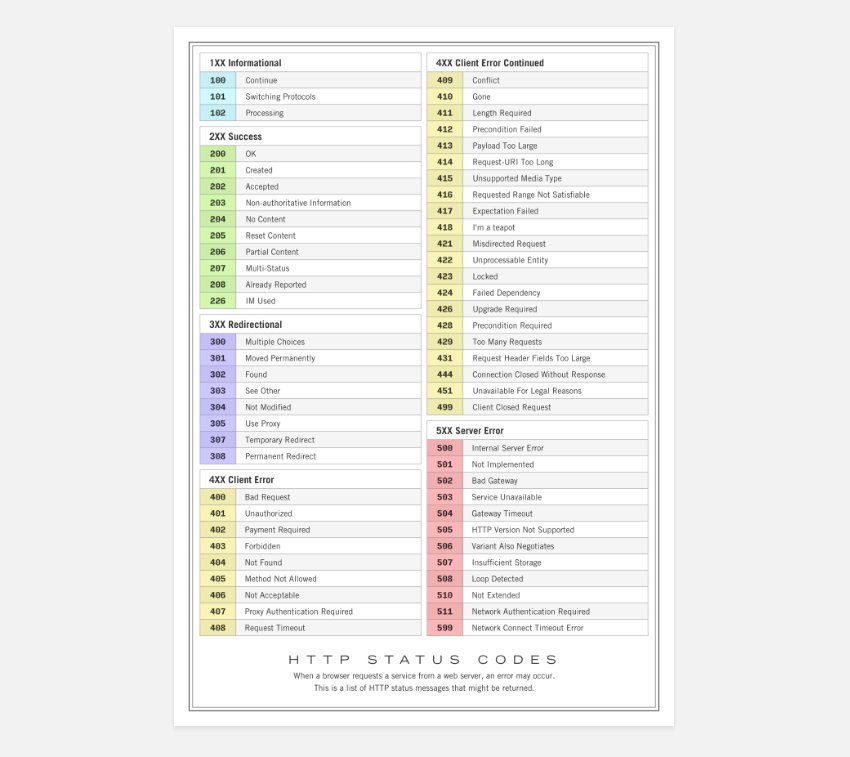 1XX Informational
100 Continue
101 Switching Protocols
102 Processing
2XX Success
200 OK
201 Created
202 Accepted
203 Non-authoritative Information
204 No Content
205 Reset Content
206 Partial Content
207 Multi-Status
208 Already Reported
226 IM Used
3XX Redirectional
300 Multiple Choices
301 Moved Permanently
302 Found
303 See Other
304 Not Modified
305 Use Proxy
307 Temporary Redirect
308 Permanent Redirect
4XX Client Error
400 Bad Request
401 Unauthorized
402 Payment Required
403 Forbidden
404 Not Found
405 Method Not Allowed
406 Not Acceptable
407 Proxy Authentication Required
408 Request Timeout
4XX Client Error Continued
409 Conflict
410 Gone
411 Length Required
412 Precondition Failed
413 Payload Too Large
414 Request-URI Too Long
415 Unsupported Media Type
416 Requested Range Not Satisfiable
417 Expectation Failed
418 I'm a teapot
421 Misdirected Request
422 Unprocessable Entity
423 Locked
424 Failed Dependency
426 Upgrade Required
428 Precondition Required
429 Too Many Requests
431 Request Header Fields Too Large
444 Connection Closed Without Response
451 Unavailable For Legal Reasons
499 Client Closed Request
5XX Server Error
500 Internal Server Error
501 Not Implemented
502 Bad Gateway
503 Service Unavailable
504 Gateway Timeout
505 HTTP Version Not Supported
506 Variant Also Negotiates
507 Insufficient Storage
508 Loop Detected
510 Not Extended
511 Network Authentication Required
599 Network Connect Timeout Error
HTTP STATUS CODES
When a browser requests a service from a web server, an error may occur.
This is a list of HTTP status messages that might be returned.